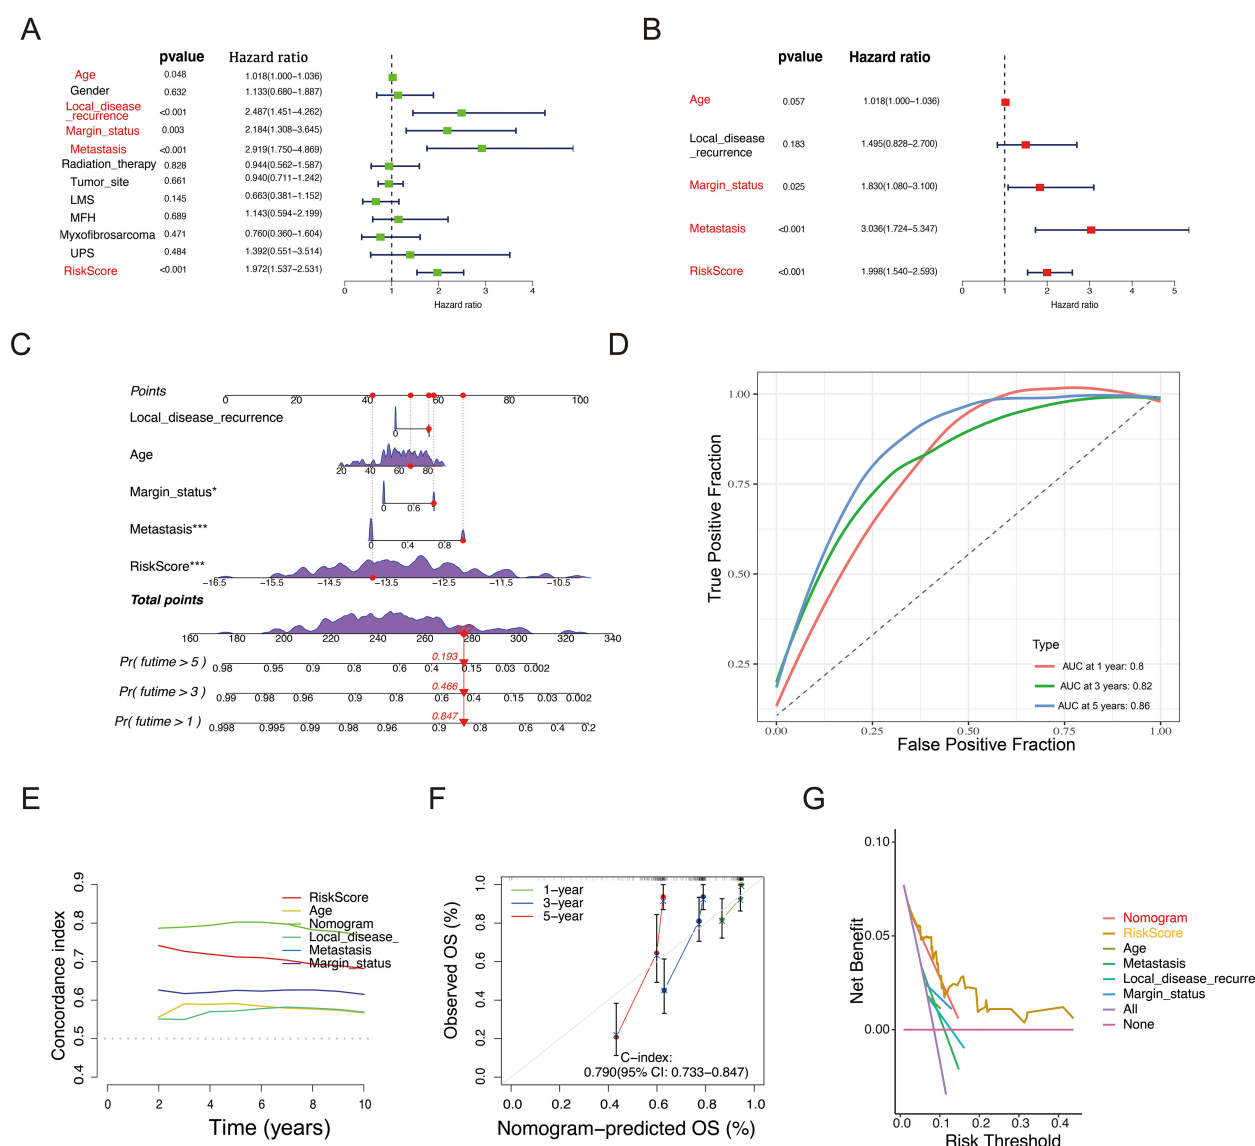 A
pvalue Hazard ratio
Age 0.048 1.018(1.000−1.036)
Gender 0.632 1.133(0.680−1.887)
Local_disease
_recurrence <0.001 2.487(1.451−4.262)
Margin_status 0.003 2.184(1.308−3.645)
Metastasis <0.001 2.919(1.750−4.869)
Radiation_therapy 0.828 0.944(0.562−1.587)
Tumor_site 0.661 0.940(0.711−1.242)
LMS 0.145 0.663(0.381−1.152)
MFH 0.689 1.143(0.594−2.199)
Myxofibrosarcoma 0.471 0.760(0.360−1.604)
UPS 0.484 1.392(0.551−3.514)
RiskScore <0.001 1.972(1.537−2.531)
0 1 2 3 4
Hazard ratio
B
pvalue Hazard ratio
Age 0.057 1.018(1.000−1.036)
Local_disease
_recurrence 0.183 1.495(0.828−2.700)
Margin_status 0.025 1.830(1.080−3.100)
Metastasis <0.001 3.036(1.724−5.347)
RiskScore <0.001 1.998(1.540−2.593)
0 1 2 3 4 5
Hazard ratio
C
Points 0 20 40 60 80 100
Local_disease_recurrence
0 1
Age
20 40 60 80
Margin_status*
0 0.6
Metastasis***
0 0.4 0.8
RiskScore***
−16.5 −15.5 −14.5 −13.5 −12.5 −11.5 −10.5
Total points
160 180 200 220 240 260 280 300 320 340
Pr( futime > 5 ) 0.193
0.98 0.95 0.9 0.8 0.6 0.4 0.15 0.03 0.002
Pr( futime > 3 ) 0.466
0.99 0.98 0.96 0.9 0.8 0.6 0.4 0.15 0.03 0.002
Pr( futime > 1 ) 0.847
0.998 0.995 0.99 0.98 0.96 0.9 0.8 0.6 0.4 0.2
D
True Positive Fraction
1.00
0.75
0.50
0.25
Type
AUC at 1 year: 0.8
AUC at 3 years: 0.82
AUC at 5 years: 0.86
0.00 0.25 0.50 0.75 1.00
False Positive Fraction
E
Concordance index
0.9
0.8
0.7
0.6
0.5
0.4
RiskScore
Age
Nomogram
Local_disease_
Metastasis
Margin_status
0 2 4 6 8 10
Time (years)
F
Observed OS (%)
1.0
0.8
0.6
0.4
0.2
0.0
1−year
3−year
5−year
C−index:
0.790(95% CI: 0.733−0.847)
0.0 0.2 0.4 0.6 0.8 1.0
Nomogram−predicted OS (%)
G
Net Benefit
0.10
0.05
0.00
Nomogram
RiskScore
Age
Metastasis
Local_disease_recurre
Margin_status
All
None
0.0 0.1 0.2 0.3 0.4
Risk Threshold